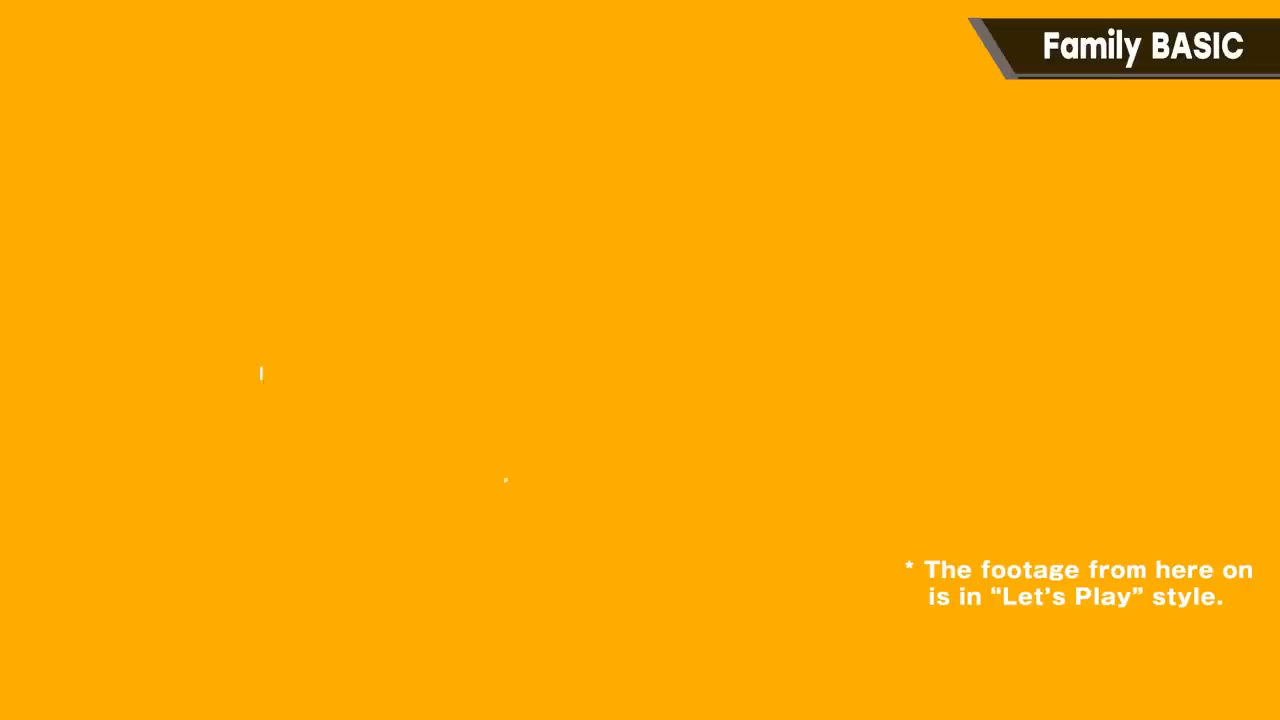 Family BASIC
* The footage from here on
is in “Let’s Play” style.